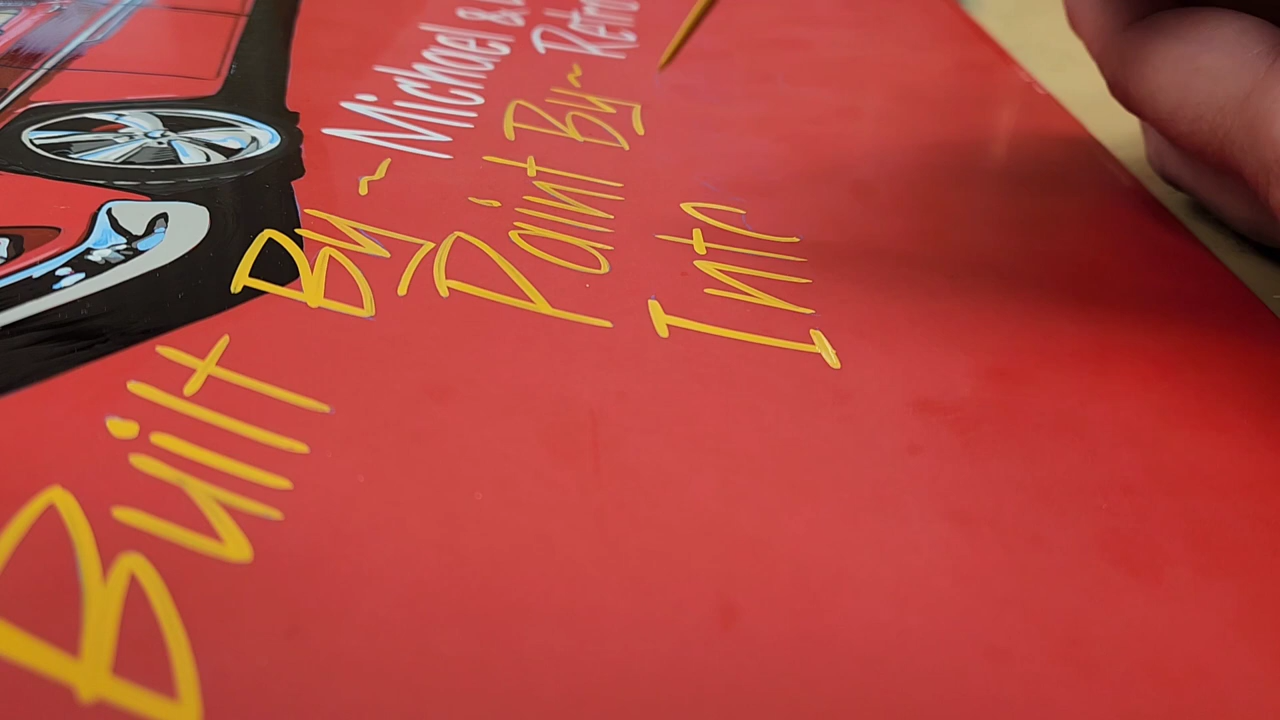 Built By ~ Michael &
Paint By ~ Retro
Intr